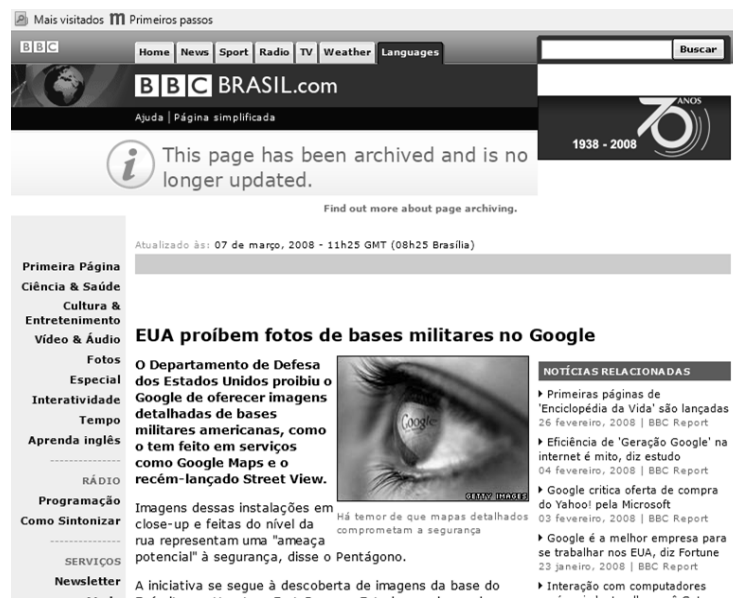 Mais visitados Primeiros passos
BBC
Home News Sport Radio TV Weather Languages
Buscar
BBC BRASIL.com
Ajuda | Página simplificada
70 ANOS
1938 - 2008
This page has been archived and is no
longer updated.
Find out more about page archiving.
Atualizado às: 07 de março, 2008 - 11h25 GMT (08h25 Brasília)
Primeira Página
Ciência & Saúde
Cultura &
Entretenimento
Vídeo & Áudio
Fotos
Especial
Interatividade
Tempo
Aprenda inglês
RÁDIO
Programação
Como Sintonizar
SERVIÇOS
Newsletter
EUA proíbem fotos de bases militares no Google
O Departamento de Defesa
dos Estados Unidos proibiu o
Google de oferecer imagens
detalhadas de bases
militares americanas, como
o tem feito em serviços
como Google Maps e o
recém-lançado Street View.
Google
GETTY IMAGES
Há temor de que mapas detalhados
comprometam a segurança
Imagens dessas instalações em
close-up e feitas do nível da
rua representam uma "ameaça
potencial" à segurança, disse o Pentágono.
A iniciativa se segue à descoberta de imagens da base do
NOTÍCIAS RELACIONADAS
Primeiras páginas de
'Enciclopédia da Vida' são lançadas
26 fevereiro, 2008 | BBC Report
Eficiência de 'Geração Google' na
internet é mito, diz estudo
04 fevereiro, 2008 | BBC Report
Google critica oferta de compra
do Yahoo! pela Microsoft
03 fevereiro, 2008 | BBC Report
Google é a melhor empresa para
se trabalhar nos EUA, diz Fortune
23 janeiro, 2008 | BBC Report
Interação com computadores